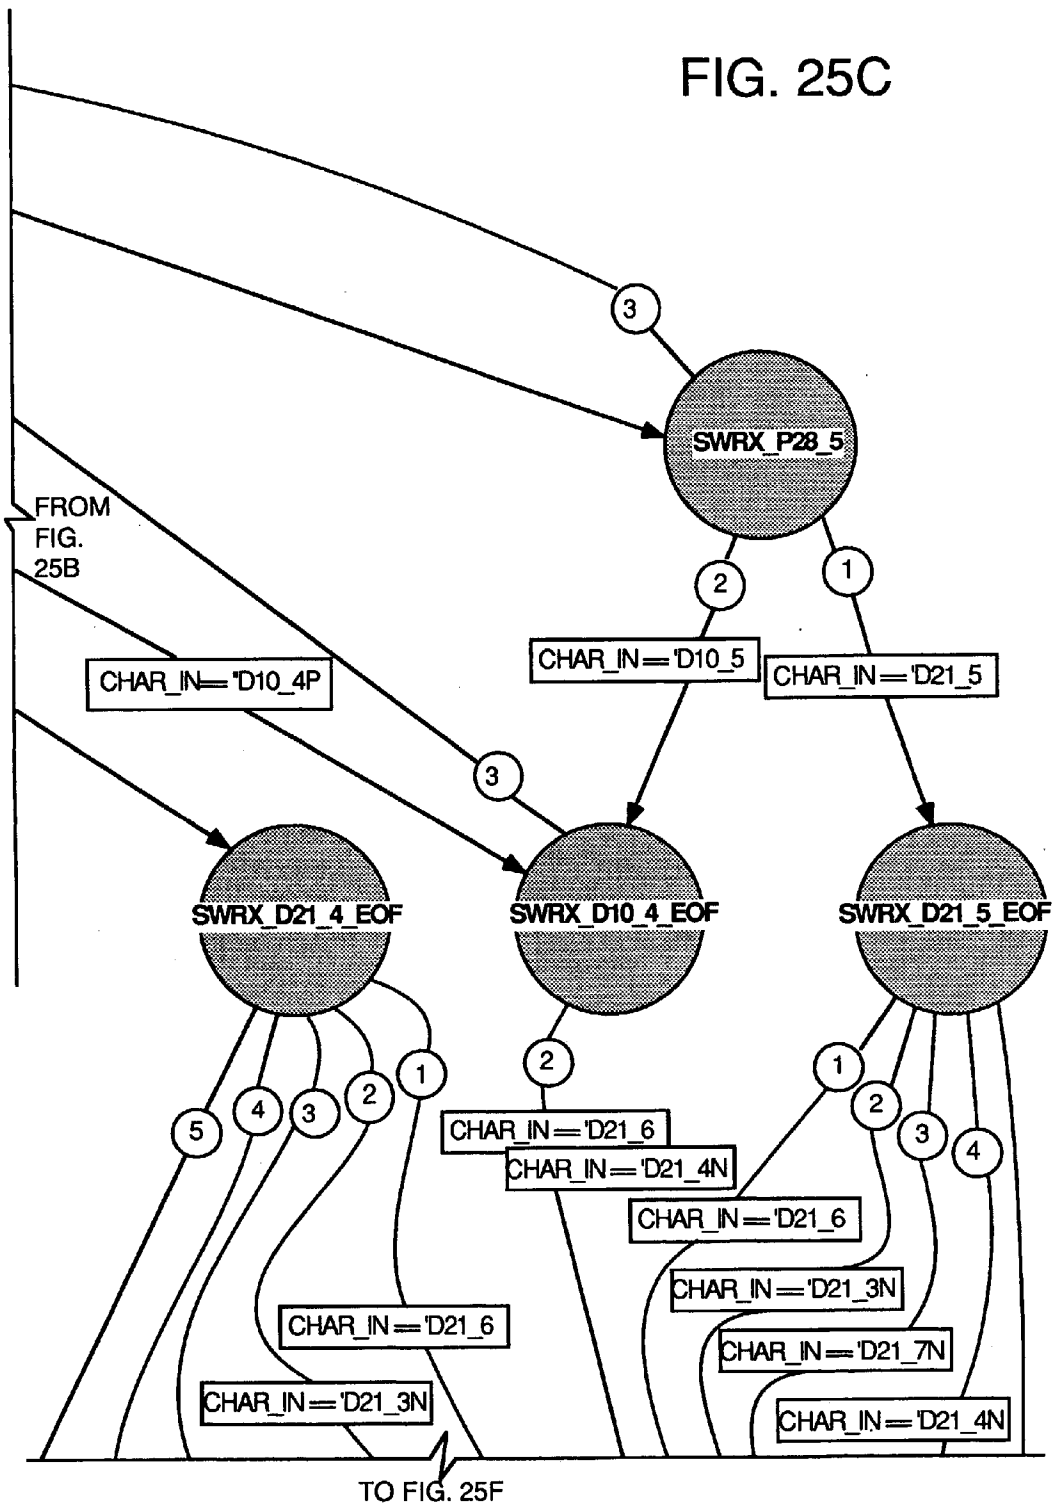 FIG. 25C
3
SWRX_P28_5
FROM
FIG.
25B
2
1
CHAR_IN=='D10_5
CHAR_IN=='D21_5
CHAR_IN=="D10_4P
3
SWRX_D21_4_EOF
SWRX_D10_4_EOF
SWRX_D21_5_EOF
5
4
3
2
1
2
1
2
3
4
CHAR_IN=='D21_6
CHAR_IN=='D21_4N
CHAR_IN=='D21_6
CHAR_IN=='D21_3N
CHAR_IN=='D21_6
CHAR_IN=='D21_7N
CHAR_IN=='D21_3N
CHAR_IN=='D21_4N
TO FIG. 25F